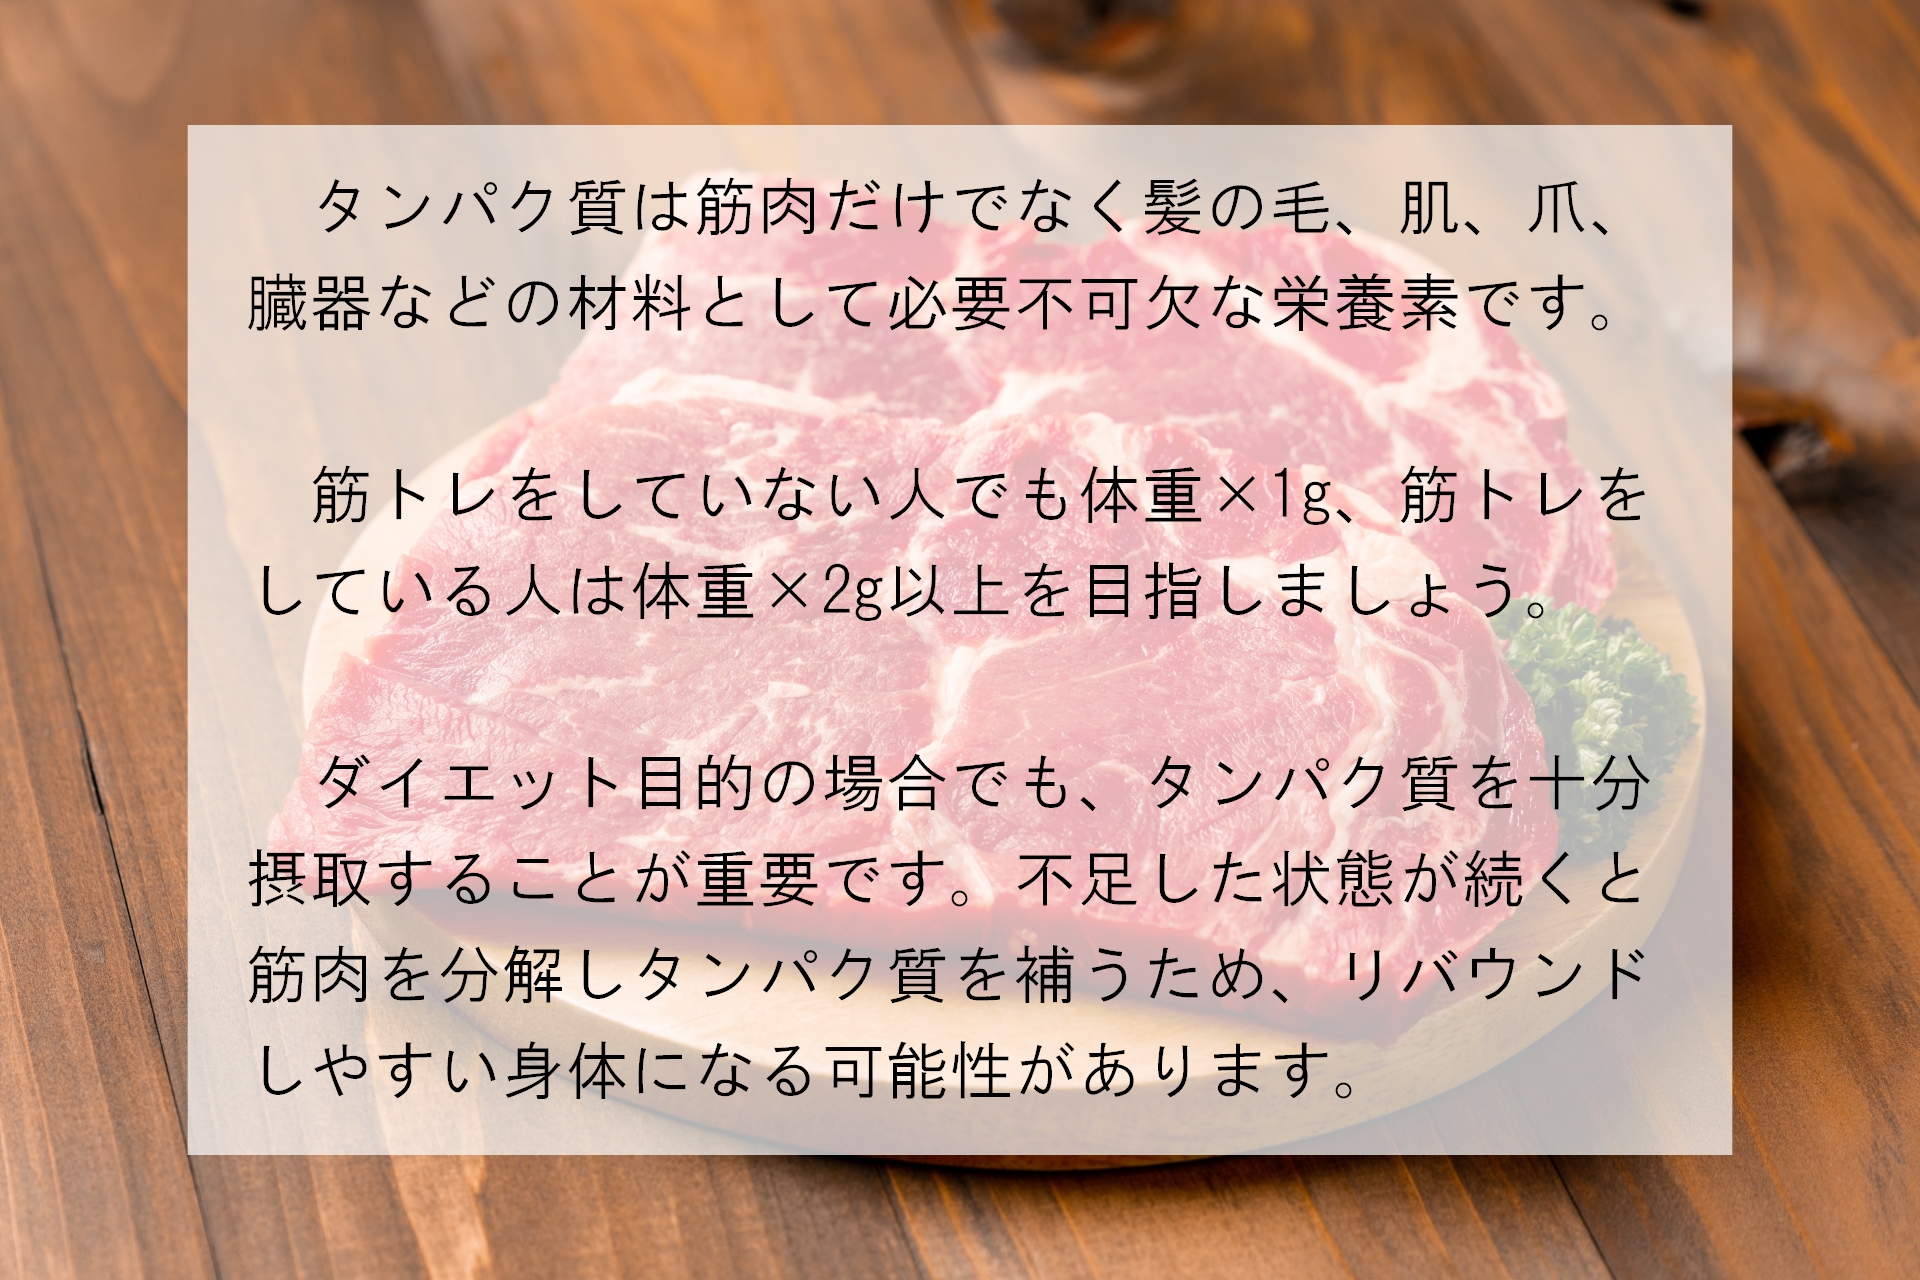 タンパク質は筋肉だけでなく髪の毛、肌、爪、
臓器などの材料として必要不可欠な栄養素です。
筋トレをしていない人でも体重×1g、筋トレを
している人は体重×2g以上を目指しましょう。
ダイエット目的の場合でも、タンパク質を十分
摂取することが重要です。不足した状態が続くと
筋肉を分解しタンパク質を補うため、リバウンド
しやすい身体になる可能性があります。